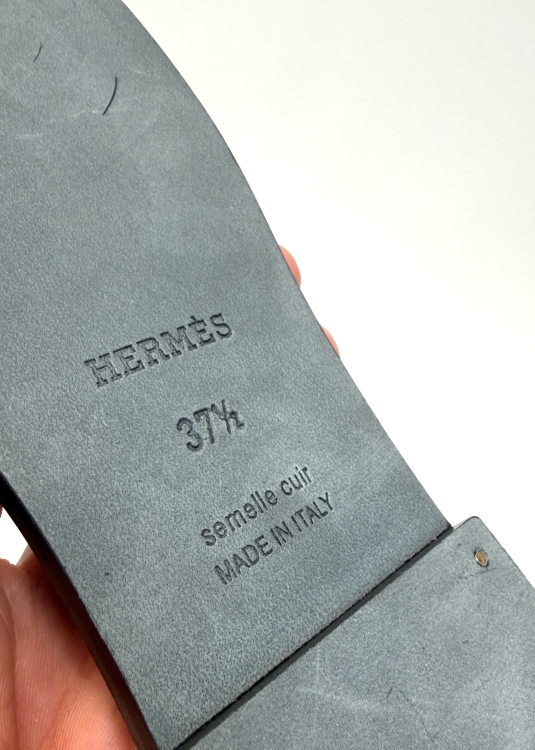 HERMÈS
37½
semelle cuir
MADE IN ITALY